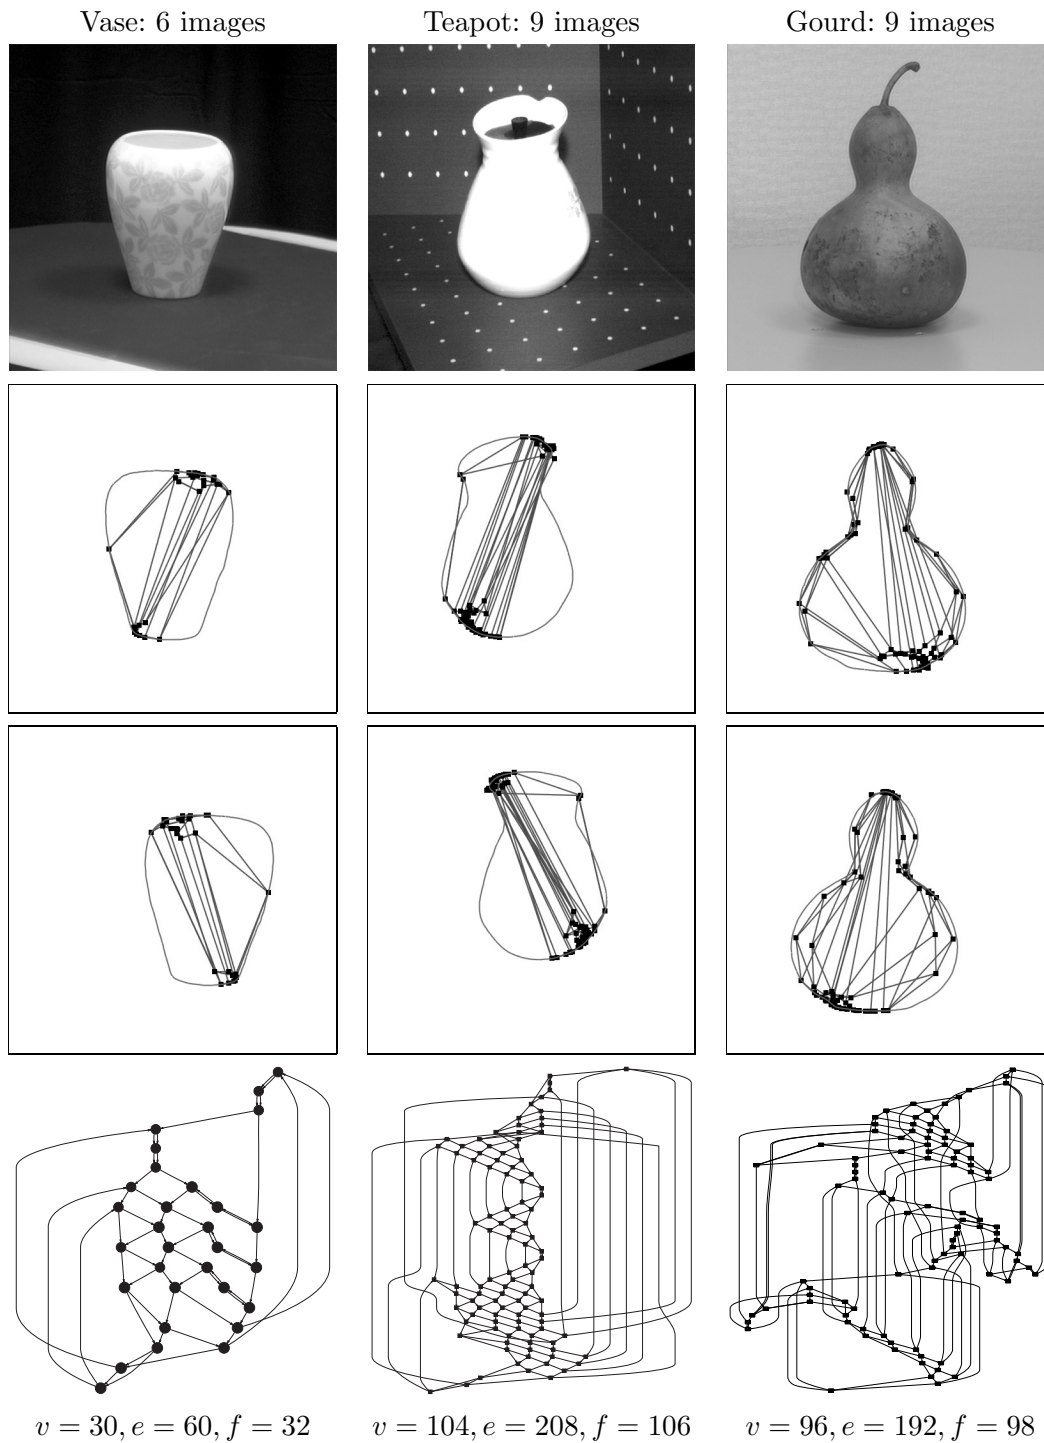 Vase: 6 images
Teapot: 9 images
Gourd: 9 images
v = 30, e = 60, f = 32
v = 104, e = 208, f = 106
v = 96, e = 192, f = 98